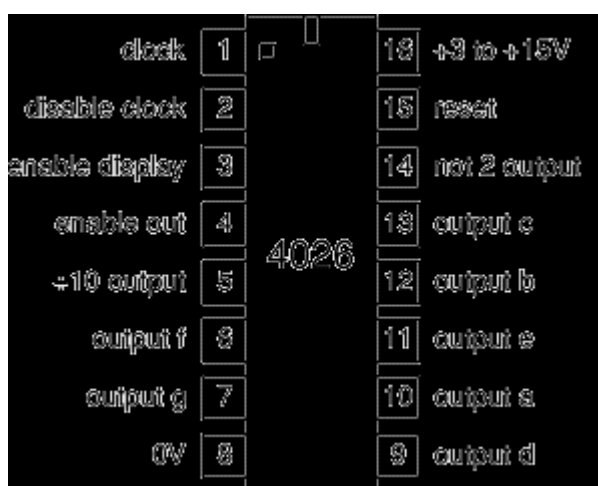 clock 1 16 +3 to +15V
disable clock 2 15 reset
enable display 3 14 not 2 output
enable out 4 13 output c
4026
÷10 output 5 12 output b
output f 6 11 output e
output g 7 10 output a
0V 8 9 output d